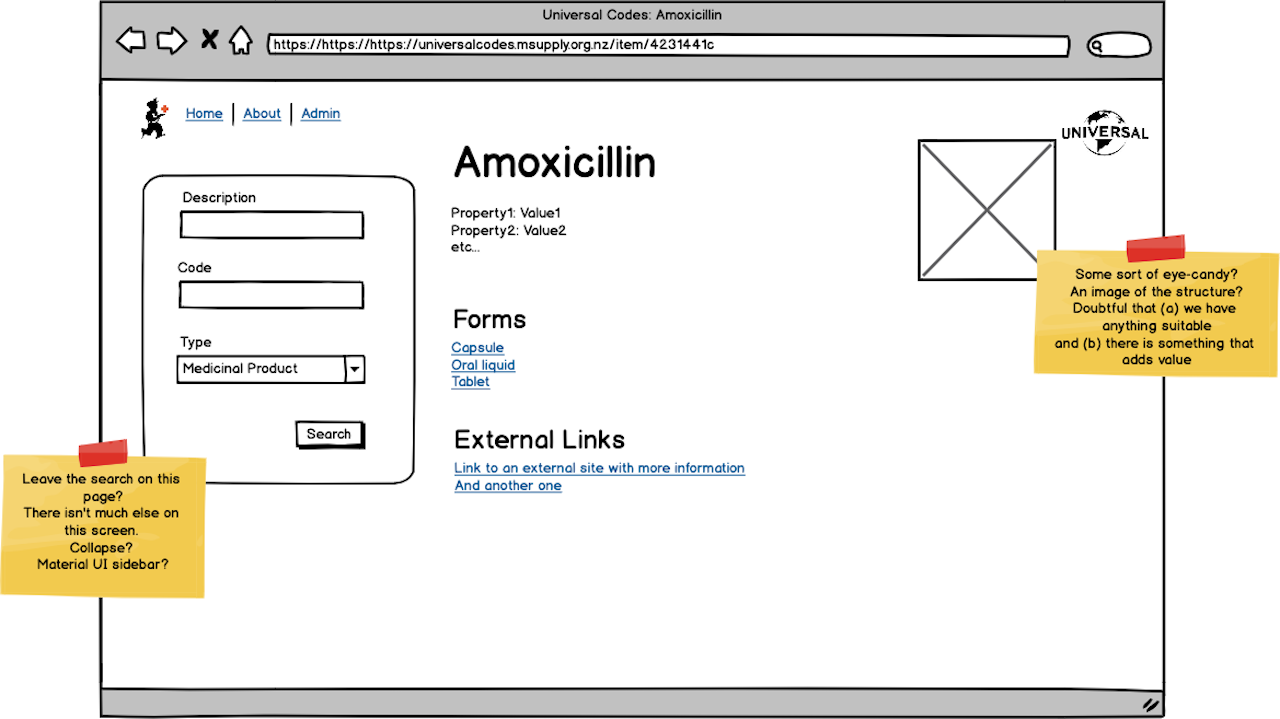 Universal Codes: Amoxicillin
https://https://https://universalcodes.msupply.org.nz/item/4231441c
Home
About
Admin
UNIVERSAL
Amoxicillin
Description
Code
Type
Medicinal Product
Search
Property1: Value1
Property2: Value2
etc...
Forms
Capsule
Oral liquid
Tablet
External Links
Link to an external site with more information
And another one
Some sort of eye-candy?
An image of the structure?
Doubtful that (a) we have
anything suitable
and (b) there is something that
adds value
Leave the search on this
page?
There isn't much else on
this screen.
Collapse?
Material UI sidebar?